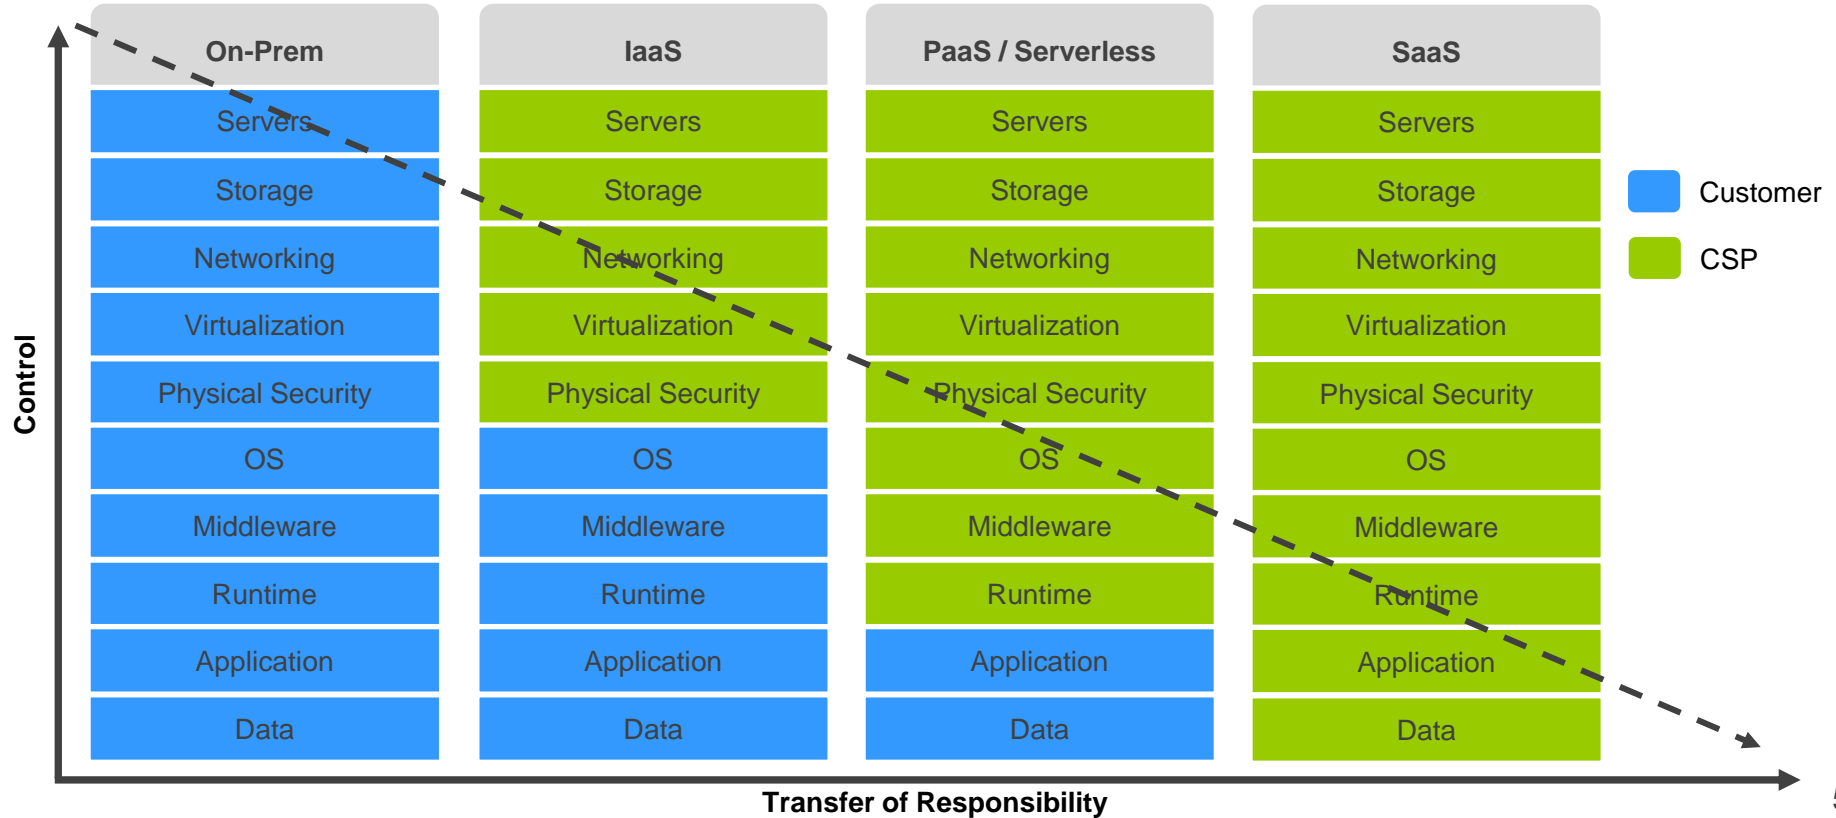 On-Prem
IaaS
PaaS / Serverless
SaaS
Servers
Servers
Servers
Servers
Storage
Storage
Storage
Storage
Networking
Networking
Networking
Networking
Virtualization
Virtualization
Virtualization
Virtualization
Physical Security
Physical Security
Physical Security
Physical Security
OS
OS
OS
OS
Middleware
Middleware
Middleware
Middleware
Runtime
Runtime
Runtime
Runtime
Application
Application
Application
Application
Data
Data
Data
Data
Customer
CSP
Control
Transfer of Responsibility